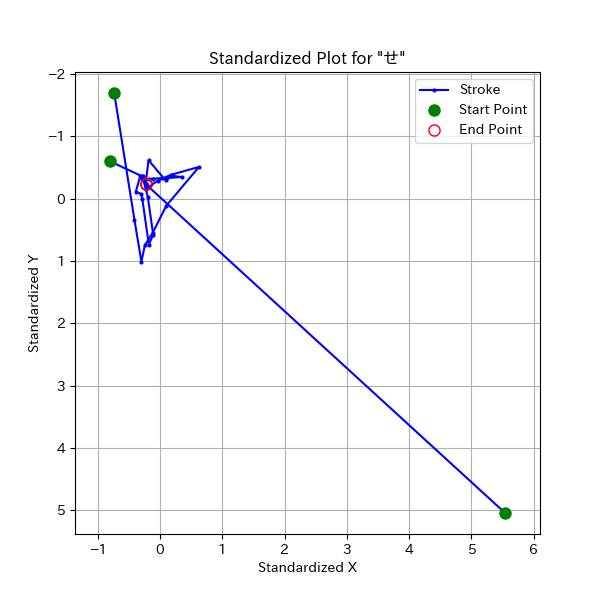 Standardized Plot for "せ"
Stroke
Start Point
End Point
−2
−1
0
1
2
3
4
5
Standardized Y
−1 0 1 2 3 4 5 6
Standardized X